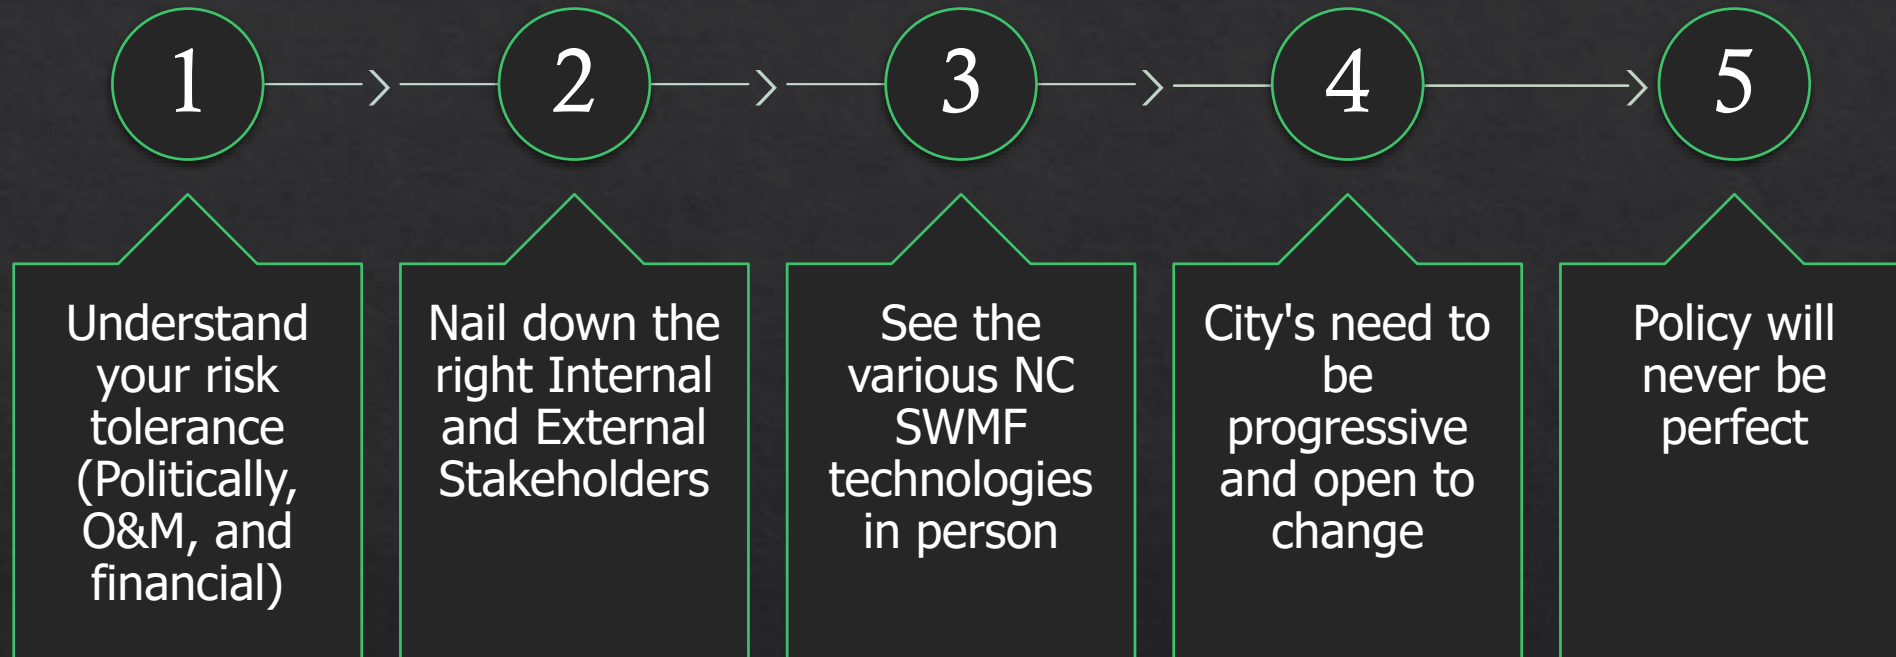 1
2
3
4
5
Understand
your risk
tolerance
(Politically,
O&M, and
financial)
Nail down the
right Internal
and External
Stakeholders
See the
various NC
SWMF
technologies
in person
City's need to
be
progressive
and open to
change
Policy will
never be
perfect